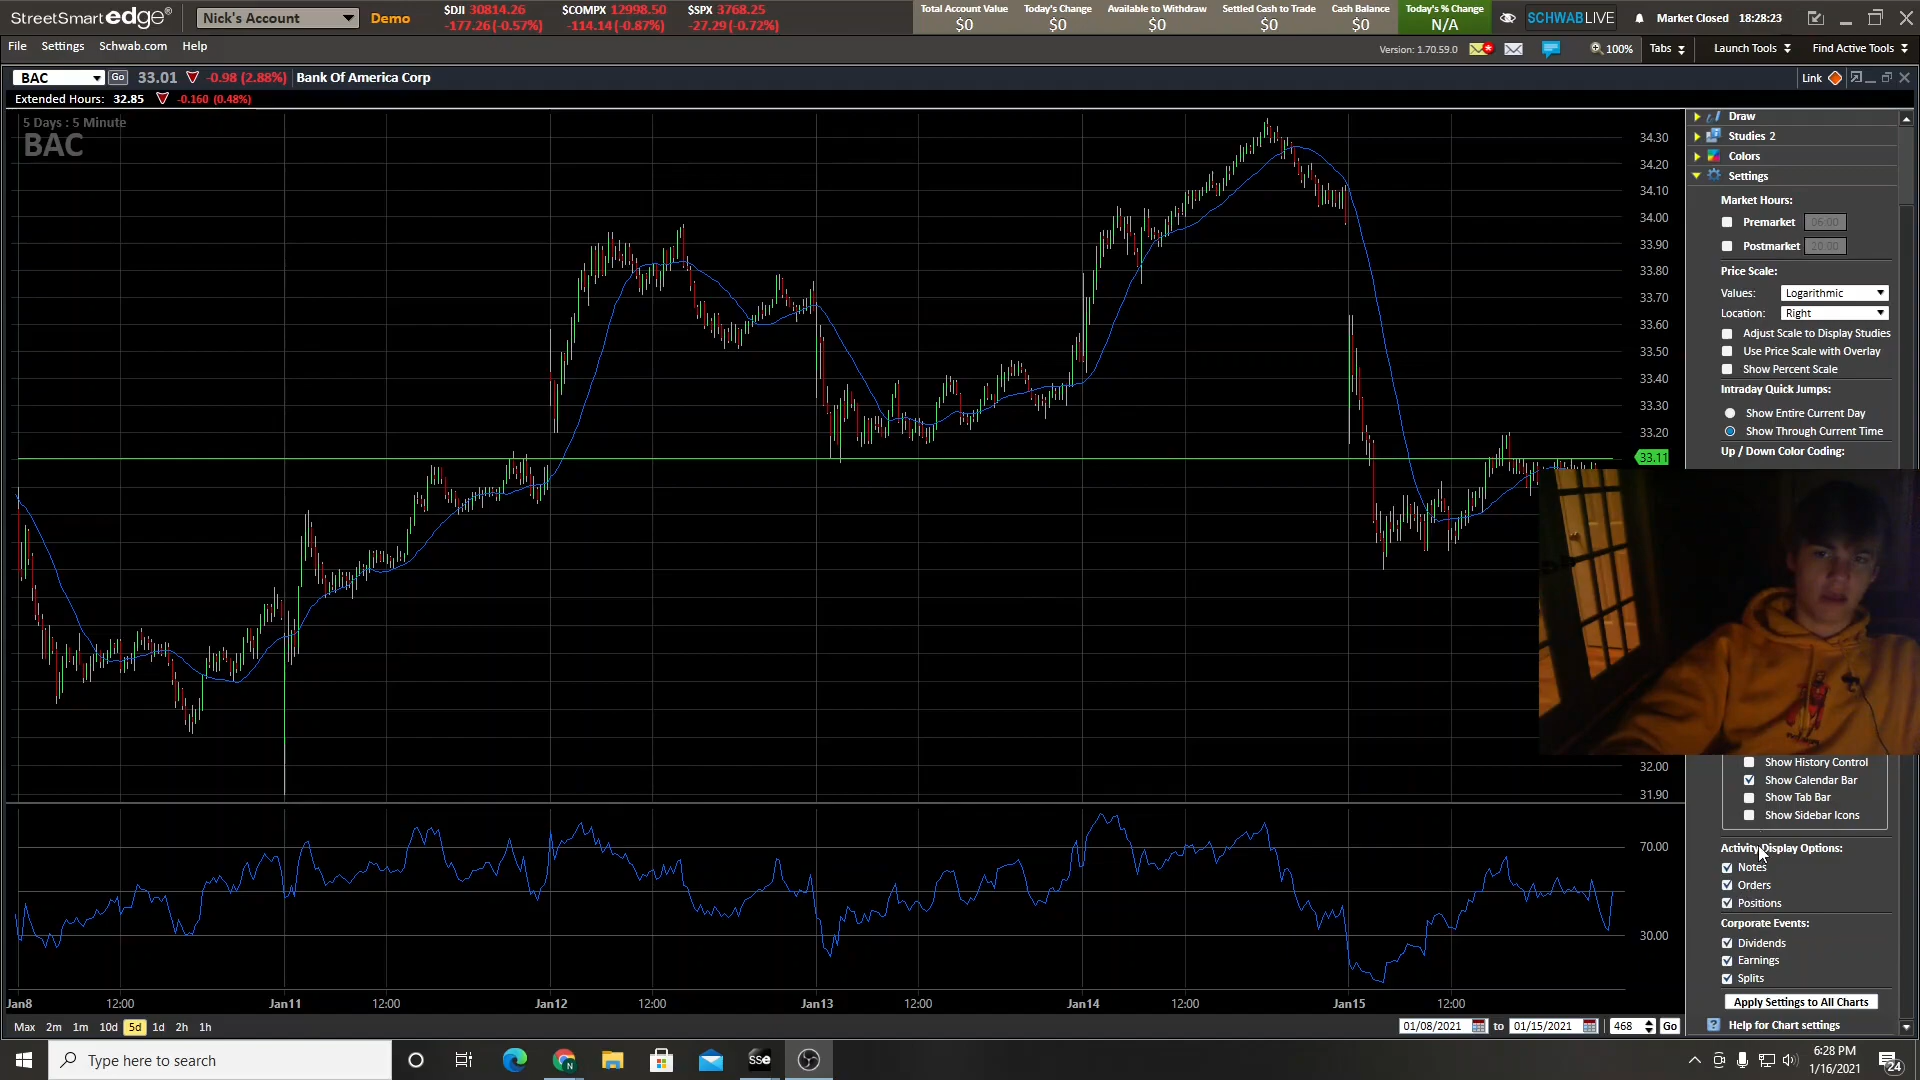 StreetSmart edge®
Nick's Account
Demo
$DJI 30814.26
-177.26 (-0.57%)
$COMPX 12998.50
-114.14 (-0.87%)
$SPX 3768.25
-27.29 (-0.72%)
Total Account Value
$0
Today's Change
$0
Available to Withdraw
$0
Settled Cash to Trade
$0
Cash Balance
$0
Today's % Change
N/A
SCHWABLIVE
Market Closed 18:28:23
File Settings Schwab.com Help
Version: 1.70.59.0
100%
Tabs
Launch Tools
Find Active Tools
BAC Go 33.01 -0.98 (2.88%) Bank Of America Corp
Link
Extended Hours: 32.85 -0.160 (0.48%)
5 Days : 5 Minute
BAC
34.30
34.20
34.10
34.00
33.90
33.80
33.70
33.60
33.50
33.40
33.30
33.20
33.11
32.00
31.90
70.00
30.00
Draw
Studies 2
Colors
Settings
Market Hours:
Premarket 06:00
Postmarket 20:00
Price Scale:
Values: Logarithmic
Location: Right
Adjust Scale to Display Studies
Use Price Scale with Overlay
Show Percent Scale
Intraday Quick Jumps:
Show Entire Current Day
Show Through Current Time
Up / Down Color Coding:
Show History Control
Show Calendar Bar
Show Tab Bar
Show Sidebar Icons
Activity Display Options:
Notes
Orders
Positions
Corporate Events:
Dividends
Earnings
Splits
Apply Settings to All Charts
Help for Chart settings
Jan8 12:00 Jan11 12:00 Jan12 12:00 Jan13 12:00 Jan14 12:00 Jan15 12:00
Max 2m 1m 10d 5d 1d 2h 1h
01/08/2021 to 01/15/2021 468 Go
Type here to search
N
SSe
6:28 PM
1/16/2021
24